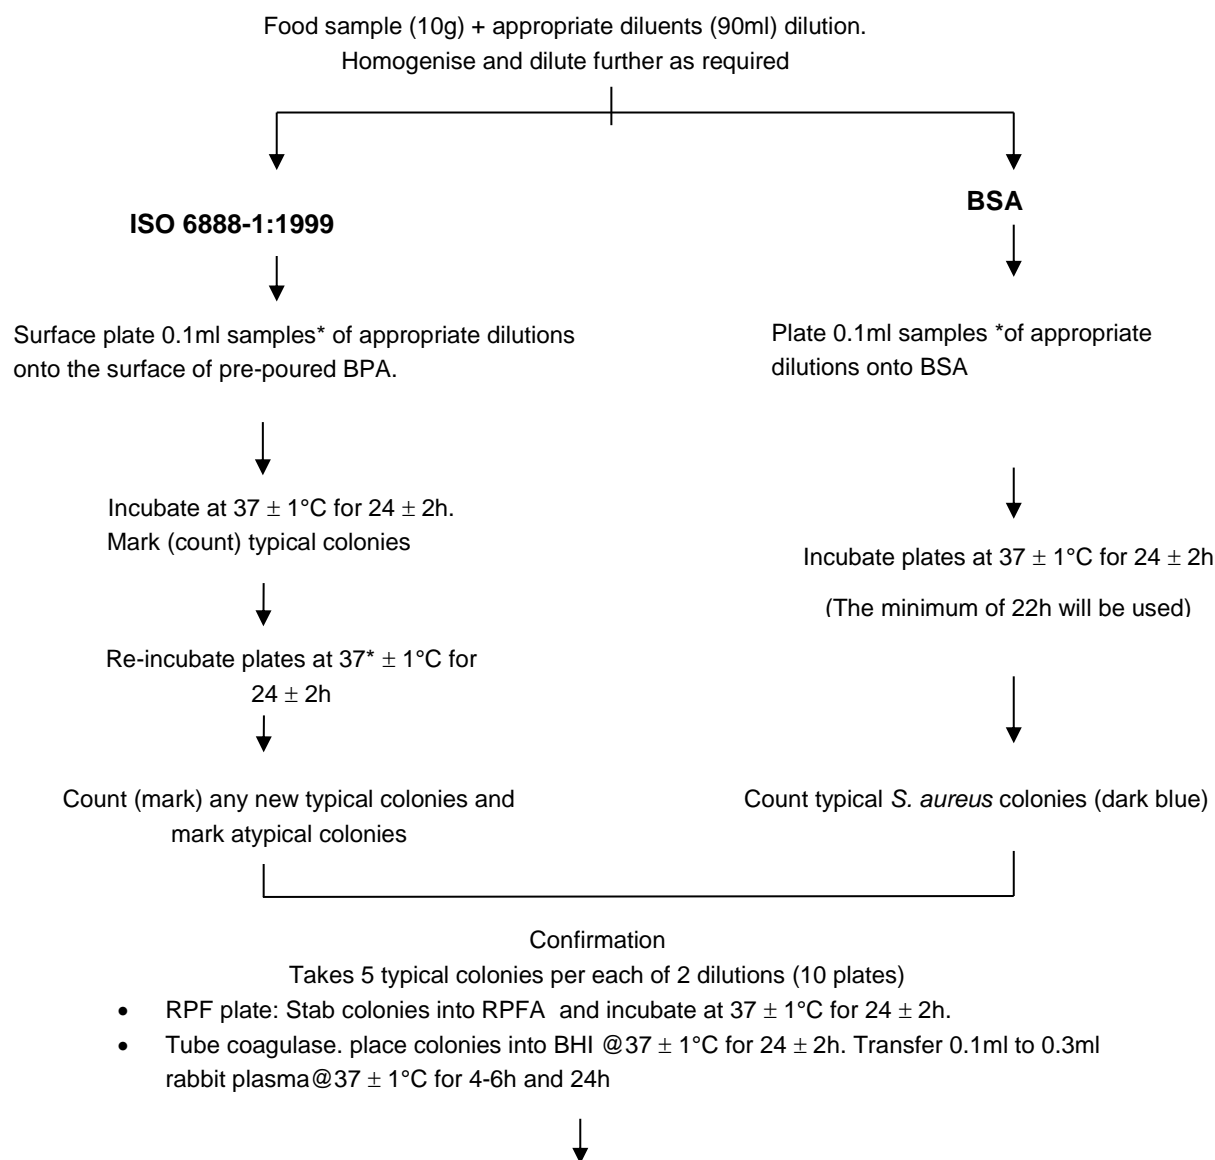 Food sample (10g) + appropriate diluents (90ml) dilution.
Homogenise and dilute further as required
ISO 6888-1:1999
Surface plate 0.1ml samples* of appropriate dilutions
onto the surface of pre-poured BPA.
Incubate at 37 ± 1°C for 24 ± 2h.
Mark (count) typical colonies
Re-incubate plates at 37* ± 1°C for
24 ± 2h
Count (mark) any new typical colonies and
mark atypical colonies
BSA
Plate 0.1ml samples *of appropriate
dilutions onto BSA
Incubate plates at 37 ± 1°C for 24 ± 2h
(The minimum of 22h will be used)
Count typical S. aureus colonies (dark blue)
Confirmation
Takes 5 typical colonies per each of 2 dilutions (10 plates)
• RPF plate: Stab colonies into RPFA and incubate at 37 ± 1°C for 24 ± 2h.
• Tube coagulase. place colonies into BHI @37 ± 1°C for 24 ± 2h. Transfer 0.1ml to 0.3ml
rabbit plasma@37 ± 1°C for 4-6h and 24h